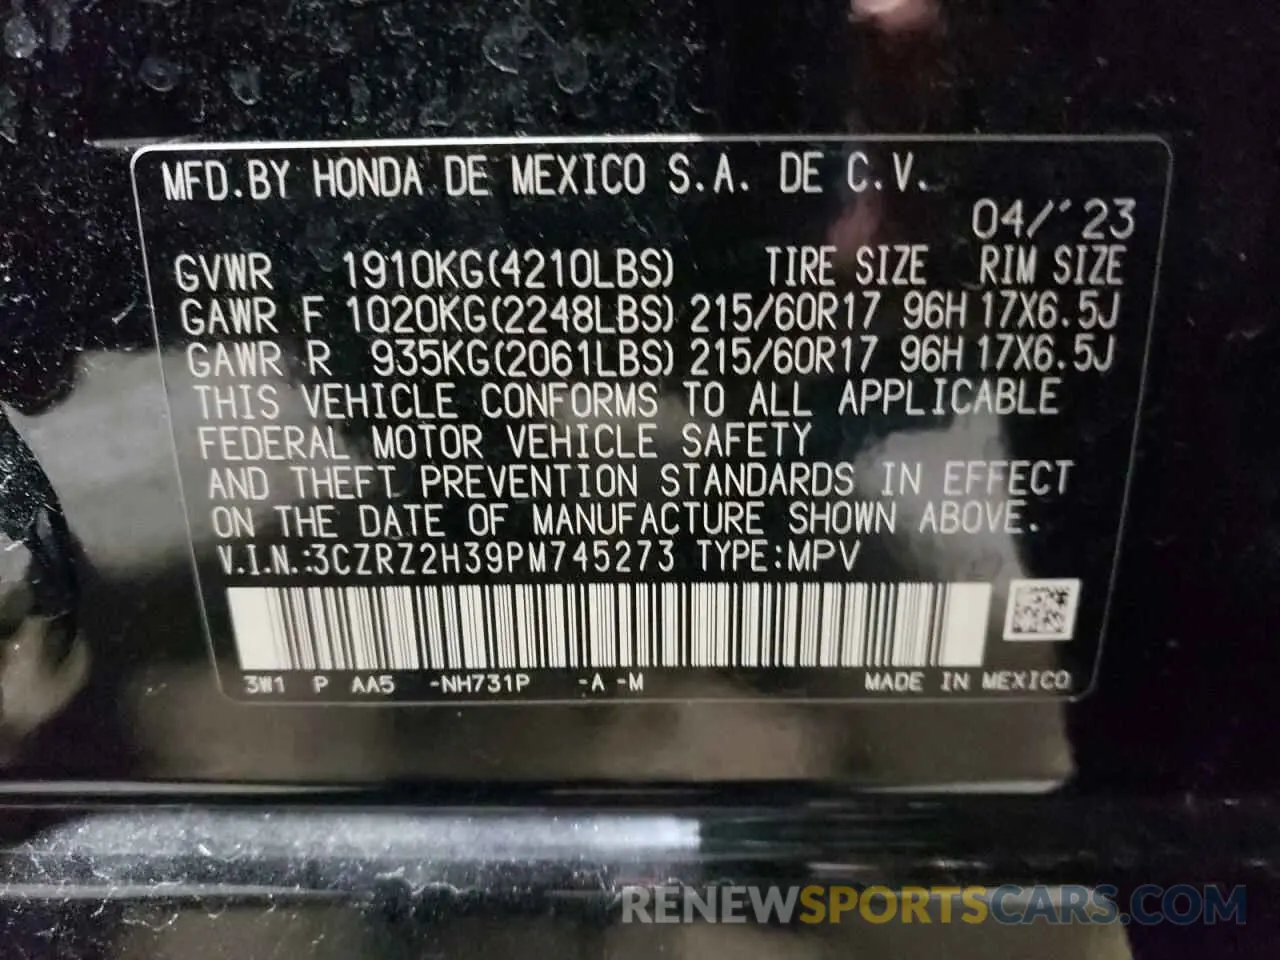 MFD.BY HONDA DE MEXICO S.A. DE C.V.
04/'23
GVWR 1910KG(4210LBS) TIRE SIZE RIM SIZE
GAWR F 1020KG(2248LBS) 215/60R17 96H 17X6.5J
GAWR R 935KG(2061LBS) 215/60R17 96H 17X6.5J
THIS VEHICLE CONFORMS TO ALL APPLICABLE
FEDERAL MOTOR VEHICLE SAFETY
AND THEFT PREVENTION STANDARDS IN EFFECT
ON THE DATE OF MANUFACTURE SHOWN ABOVE.
V.I.N.:3CZRZ2H39PM745273 TYPE:MPV
3W1 P AA5 -NH731P -A -M MADE IN MEXICO
RENEWSPORTSCARS.COM